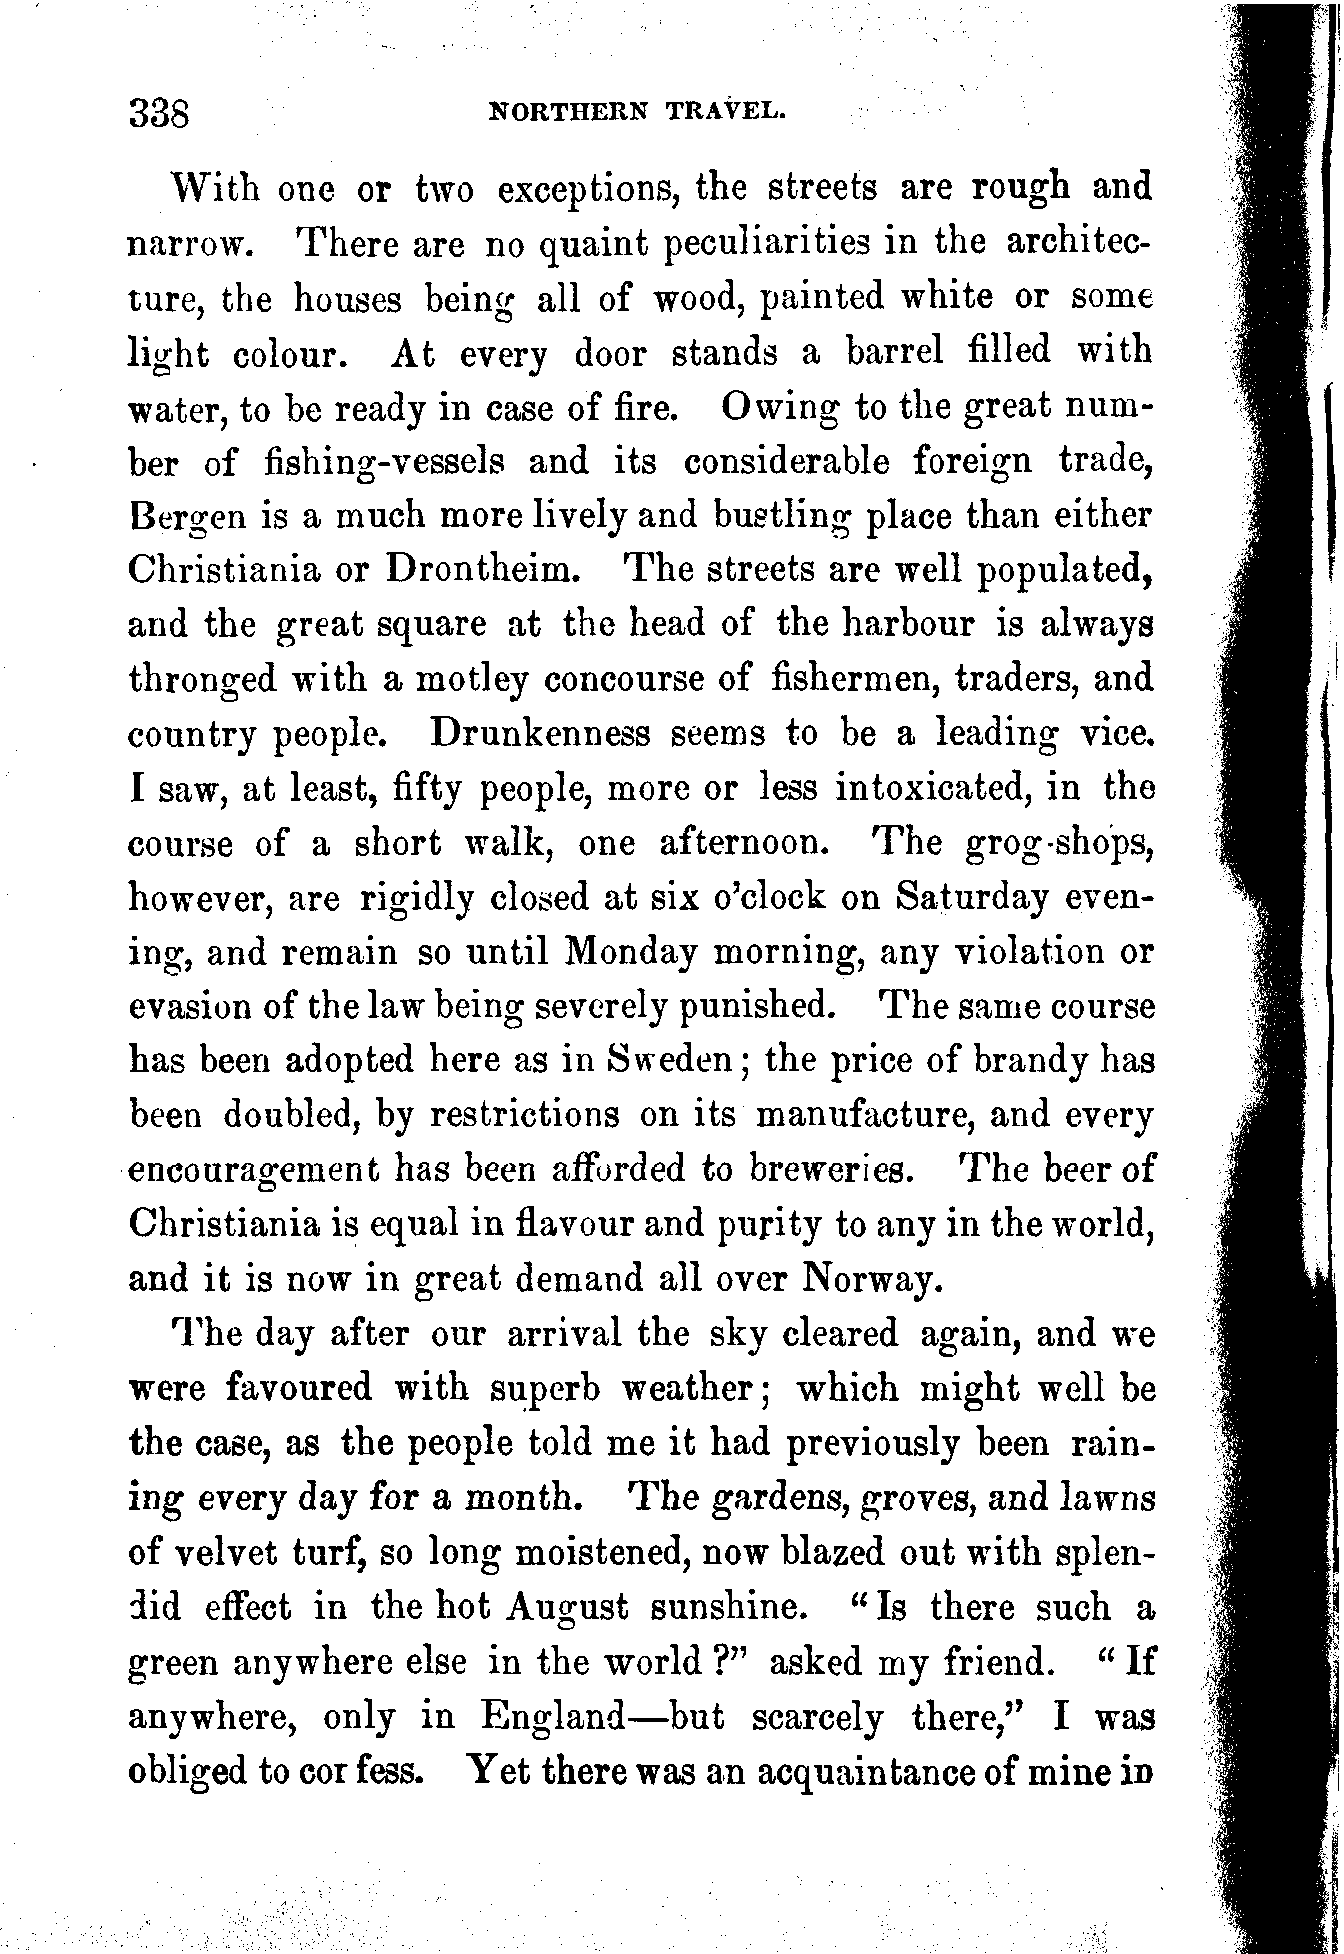 338 NORTHERN TRAVEL.
With one or two exceptions, the streets are rough and
narrow. There are no quaint peculiarities in the architec-
ture, the houses being all of wood, painted white or some
light colour. At every door stands a barrel filled with
water, to be ready in case of fire. Owing to the great num-
ber of fishing-vessels and its considerable foreign trade,
Bergen is a much more lively and bustling place than either
Christiania or Drontheim. The streets are well populated,
and the great square at the head of the harbour is always
thronged with a motley concourse of fishermen, traders, and
country people. Drunkenness seems to be a leading vice.
I saw, at least, fifty people, more or less intoxicated, in the
course of a short walk, one afternoon. The grog-shops,
however, are rigidly closed at six o'clock on Saturday even-
ing, and remain so until Monday morning, any violation or
evasion of the law being severely punished. The same course
has been adopted here as in Sweden; the price of brandy has
been doubled, by restrictions on its manufacture, and every
encouragement has been afforded to breweries. The beer of
Christiania is equal in flavour and purity to any in the world,
and it is now in great demand all over Norway.
The day after our arrival the sky cleared again, and we
were favoured with superb weather; which might well be
the case, as the people told me it had previously been rain-
ing every day for a month. The gardens, groves, and lawns
of velvet turf, so long moistened, now blazed out with splen-
did effect in the hot August sunshine. "Is there such a
green anywhere else in the world?" asked my friend. "If
anywhere, only in England—but scarcely there," I was
obliged to confess. Yet there was an acquaintance of mine in